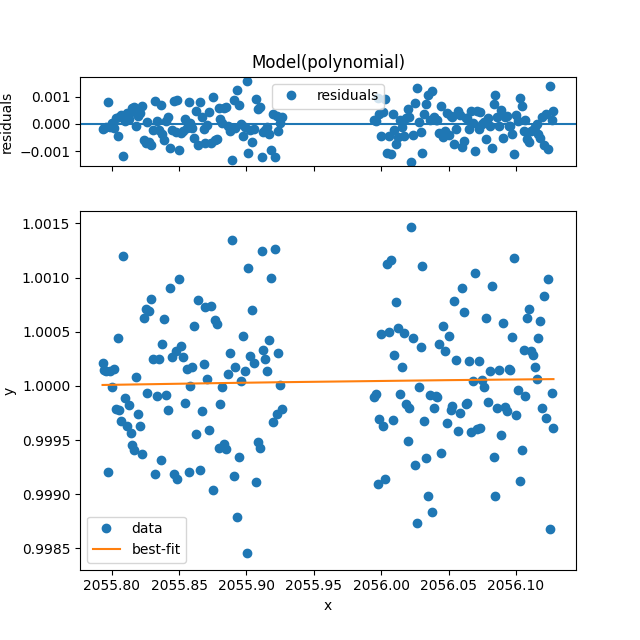 Model(polynomial)
0.001
0.000
−0.001
residuals
residuals
1.0015
1.0010
1.0005
1.0000
0.9995
0.9990
0.9985
y
data
best-fit
2055.80 2055.85 2055.90 2055.95 2056.00 2056.05 2056.10
x